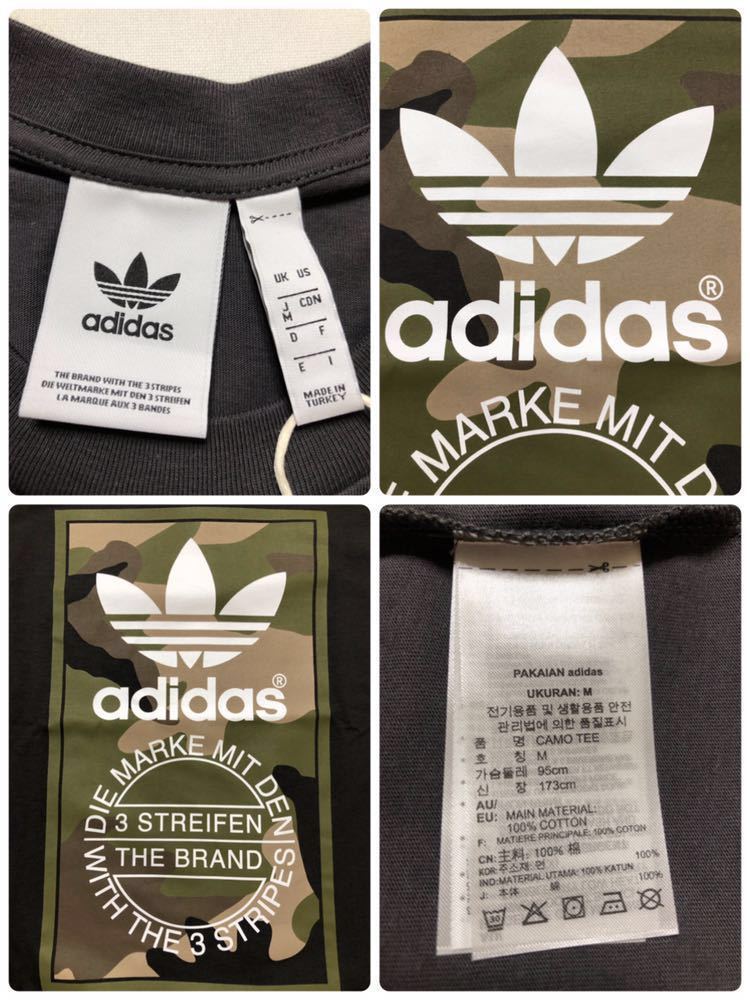 adidas
THE BRAND WITH THE 3 STRIPES
DIE WELTMARKE MIT DEN 3 STREIFEN
LA MARQUE AUX 3 BANDES
UK US
J CDN
M
D F
E I
MADE IN
TURKEY
adidas®
MARKE MIT
adidas®
DIE MARKE MIT DEN
3 STREIFEN
THE BRAND
WITH THE 3 STRIPES
PAKAIAN adidas
UKURAN: M
전기용품 및 생활용품 안전
관리법에 의한 품질표시
품 명 CAMO TEE
호 칭 M
가슴둘레 95cm
신 장 173cm
AU/
EU: MAIN MATERIAL:
100% COTTON
F: MATIERE PRINCIPALE: 100% COTON
CN: 主料: 100% 棉
KOR: 주소재: 면 100%
IND: MATERIAL UTAMA: 100% KATUN
J: 本体 綿 100%
30